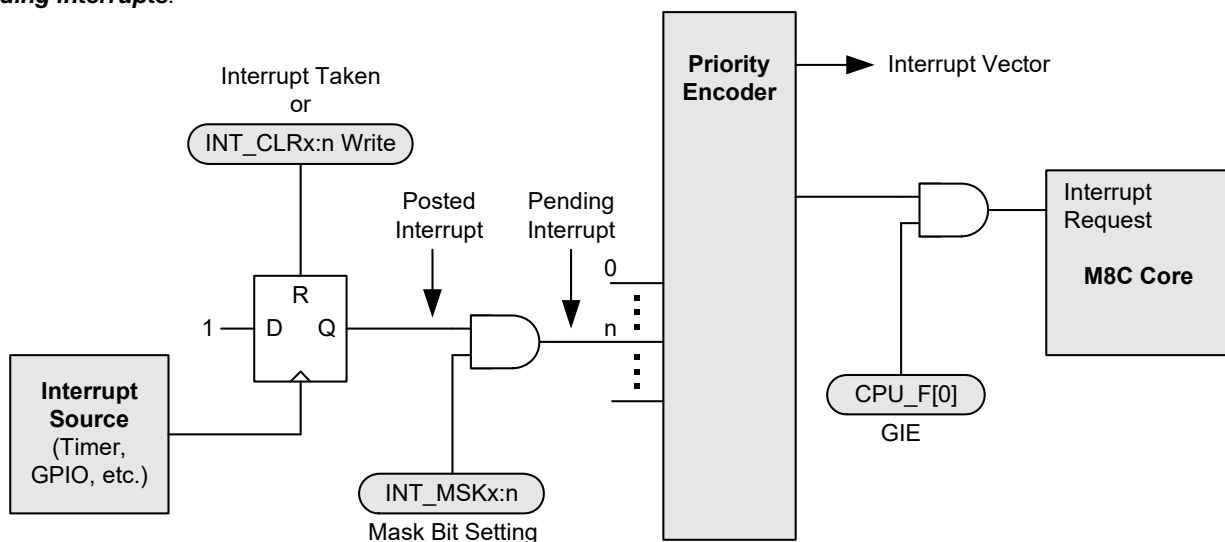 ding interrupts.
Interrupt Taken
or
INT_CLRx:n Write
Priority
Encoder
Interrupt Vector
Posted
Interrupt
Pending
Interrupt
Interrupt
Request
M8C Core
0
R
1
D
Q
n
Interrupt
Source
(Timer,
GPIO, etc.)
CPU_F[0]
GIE
INT_MSKx:n
Mask Bit Setting